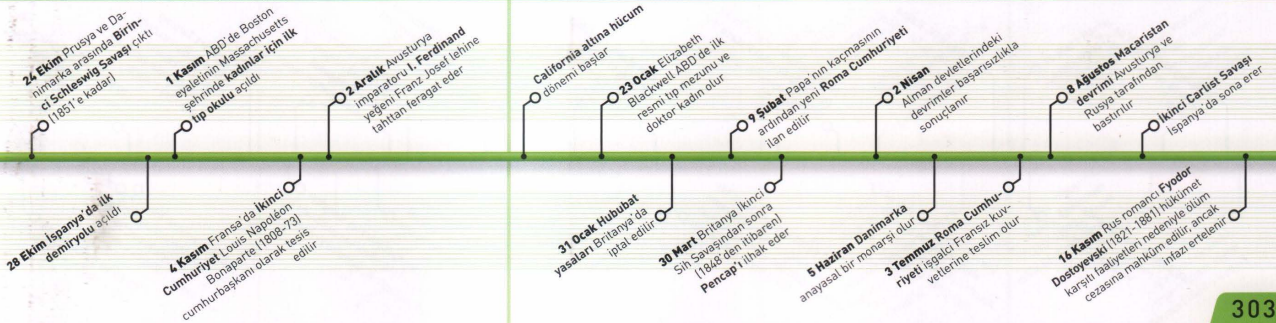 24 Ekim Prusya ve Da-
nimarka arasında Birin-
ci Schleswig Savaşı çıktı
(1851'e kadar)
28 Ekim İspanya'da ilk
demiryolu açıldı
1 Kasım ABD'de Boston
eyaletinin Massachusetts
şehrinde kadınlar için ilk
tıp okulu açıldı
4 Kasım Fransa'da İkinci
Cumhuriyet Louis Napoléon
Bonaparte (1808-73)
cumhurbaşkanı olarak tesis
edilir
2 Aralık Avusturya
imparatoru I. Ferdinand
yeğeni Franz Josef lehine
tahttan feragat eder
California altına hücum
dönemi başlar
23 Ocak Elizabeth
Blackwell ABD'de ilk
resmi tıp mezunu ve
doktor kadın olur
31 Ocak Hububat
yasaları Britanya'da
iptal edilir
9 Şubat Papa'nın kaçmasının
ardından yeni Roma Cumhuriyeti
ilan edilir
30 Mart Britanya İkinci
Sih Savaşından sonra
(1848'den itibaren)
Pencap'ı ilhak eder
2 Nisan
Alman devletlerindeki
devrimler başarısızlıkla
sonuçlanır
5 Haziran Danimarka
anayasal bir monarşi olur
3 Temmuz Roma Cumhu-
riyeti işgalci Fransız kuv-
vetlerine teslim olur
8 Ağustos Macaristan
devrimi Avusturya ve
Rusya tarafından
bastırılır
İkinci Carlist Savaşı
İspanya'da sona erer
16 Kasım Rus romancı Fyodor
Dostoyevski (1821-1881) hükümet
karşıtı faaliyetleri nedeniyle ölüm
cezasına mahkûm edilir, ancak
infazı ertelenir
303